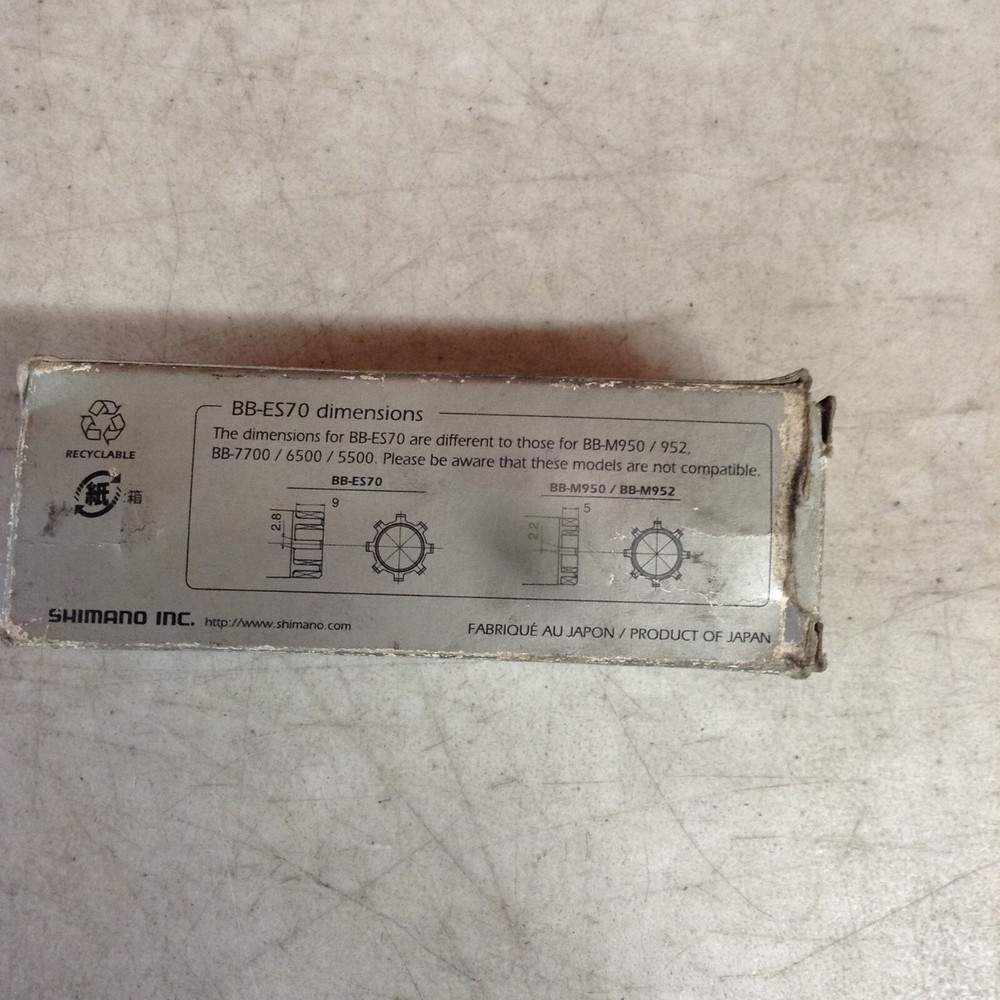 RECYCLABLE
紙 箱
BB-ES70 dimensions
The dimensions for BB-ES70 are different to those for BB-M950 / 952,
BB-7700 / 6500 / 5500. Please be aware that these models are not compatible.
BB-ES70
9
2.8
BB-M950 / BB-M952
5
2.2
SHIMANO INC. http://www.shimano.com
FABRIQUÉ AU JAPON / PRODUCT OF JAPAN